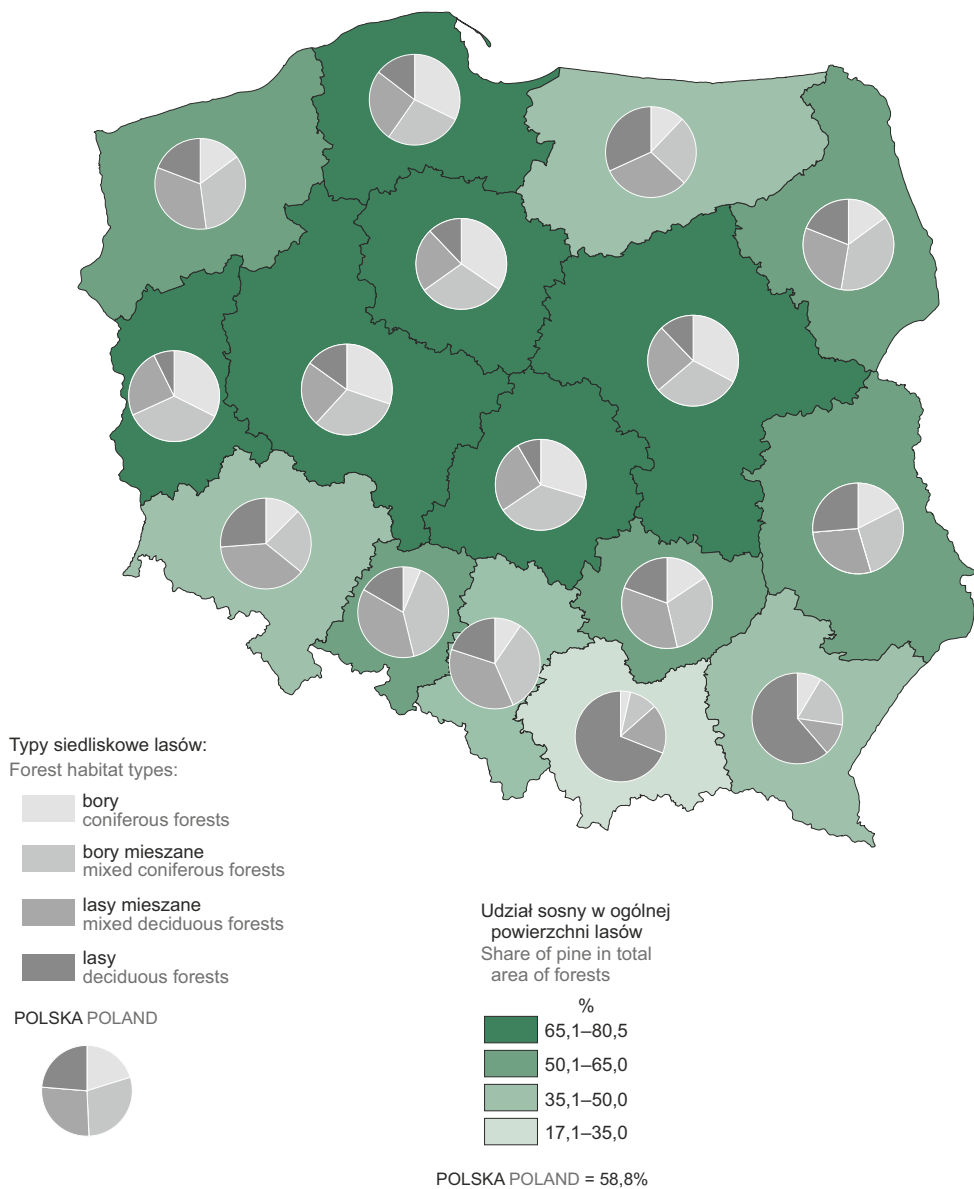 Typy siedliskowe lasów:
Forest habitat types:
bory
coniferous forests
bory mieszane
mixed coniferous forests
lasy mieszane
mixed deciduous forests
lasy
deciduous forests
POLSKA POLAND
Udział sosny w ogólnej
powierzchni lasów
Share of pine in total
area of forests
%
65,1–80,5
50,1–65,0
35,1–50,0
17,1–35,0
POLSKA POLAND = 58,8%